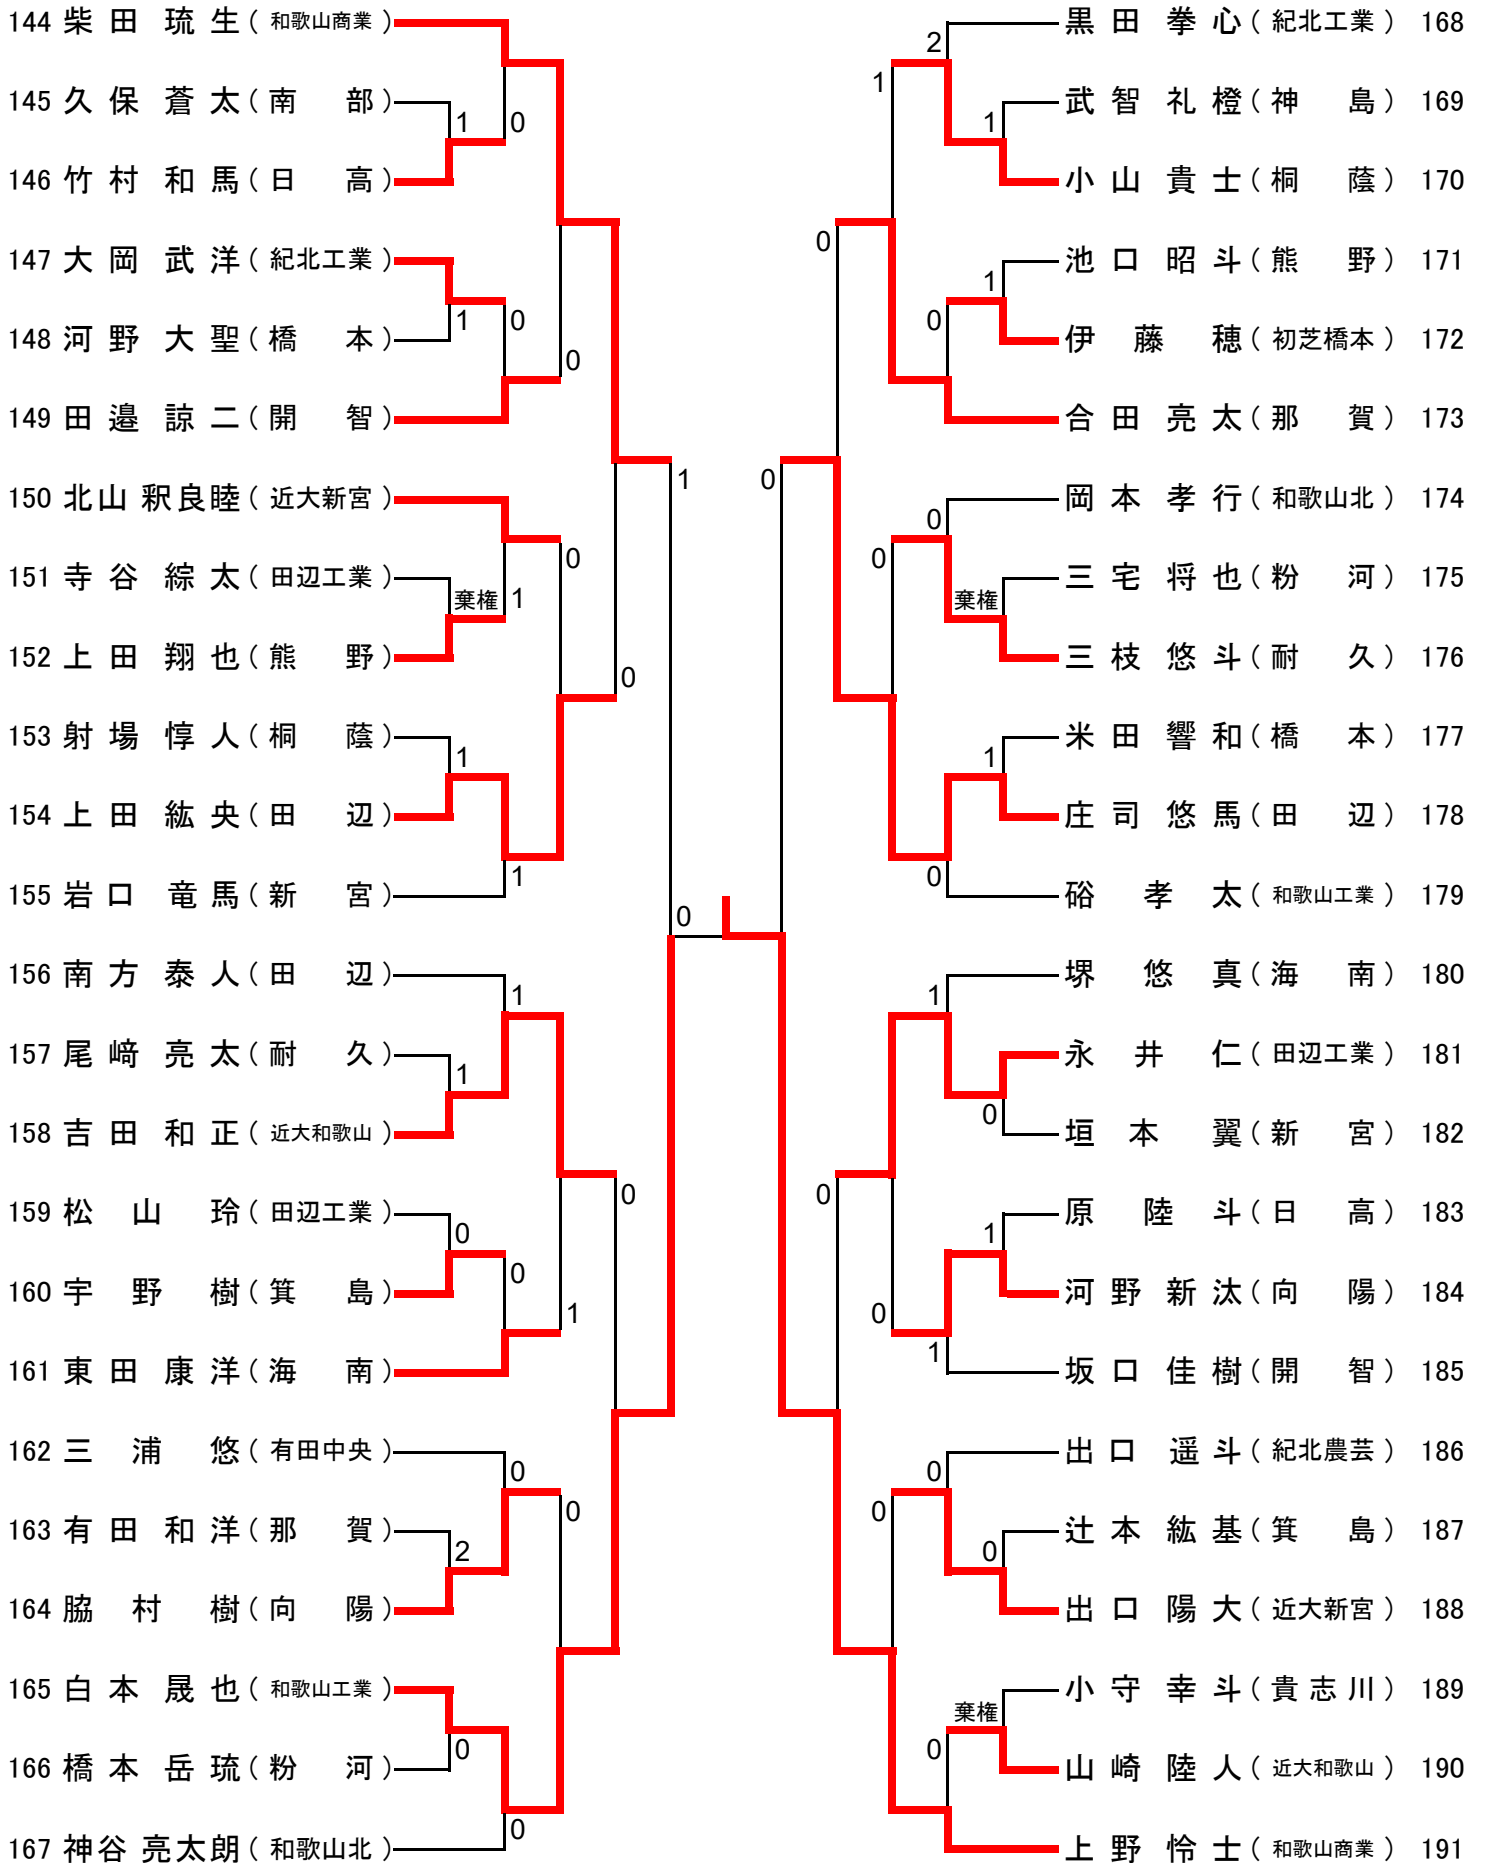 144 柴田 琉生 ( 和歌山商業 )
145 久保 蒼太 ( 南 部 )
1
0
146 竹村 和馬 ( 日 高 )
147 大岡 武洋 ( 紀北工業 )
148 河野 大聖 ( 橋 本 )
1
0
0
149 田邉 諒二 ( 開 智 )
1
150 北山 釈良睦 ( 近大新宮 )
0
151 寺谷 綜太 ( 田辺工業 )
棄権
1
152 上田 翔也 ( 熊 野 )
0
153 射場 惇人 ( 桐 蔭 )
1
154 上田 紘央 ( 田 辺 )
155 岩口 竜馬 ( 新 宮 )
1
0
156 南方 泰人 ( 田 辺 )
1
157 尾﨑 亮太 ( 耐 久 )
1
158 吉田 和正 ( 近大和歌山 )
0
159 松山 玲 ( 田辺工業 )
0
0
160 宇野 樹 ( 箕 島 )
1
161 東田 康洋 ( 海 南 )
162 三浦 悠 ( 有田中央 )
0
0
163 有田 和洋 ( 那 賀 )
2
164 脇村 樹 ( 向 陽 )
165 白本 晟也 ( 和歌山工業 )
0
166 橋本 岳琉 ( 粉 河 )
0
167 神谷 亮太朗 ( 和歌山北 )
黒田 拳心 ( 紀北工業 ) 168
2
1
武智 礼橙 ( 神 島 ) 169
1
小山 貴士 ( 桐 蔭 ) 170
0
池口 昭斗 ( 熊 野 ) 171
1
0
伊藤 穂 ( 初芝橋本 ) 172
合田 亮太 ( 那 賀 ) 173
0
岡本 孝行 ( 和歌山北 ) 174
0
0
三宅 将也 ( 粉 河 ) 175
棄権
三枝 悠斗 ( 耐 久 ) 176
米田 響和 ( 橋 本 ) 177
1
庄司 悠馬 ( 田 辺 ) 178
0
硲 孝太 ( 和歌山工業 ) 179
堺 悠真 ( 海 南 ) 180
1
永井 仁 ( 田辺工業 ) 181
0
垣本 翼 ( 新 宮 ) 182
0
原 陸斗 ( 日 高 ) 183
1
河野 新汰 ( 向 陽 ) 184
0
1
坂口 佳樹 ( 開 智 ) 185
出口 遥斗 ( 紀北農芸 ) 186
0
0
辻本 紘基 ( 箕 島 ) 187
0
出口 陽大 ( 近大新宮 ) 188
小守 幸斗 ( 貴志川 ) 189
棄権
0
山崎 陸人 ( 近大和歌山 ) 190
上野 怜士 ( 和歌山商業 ) 191